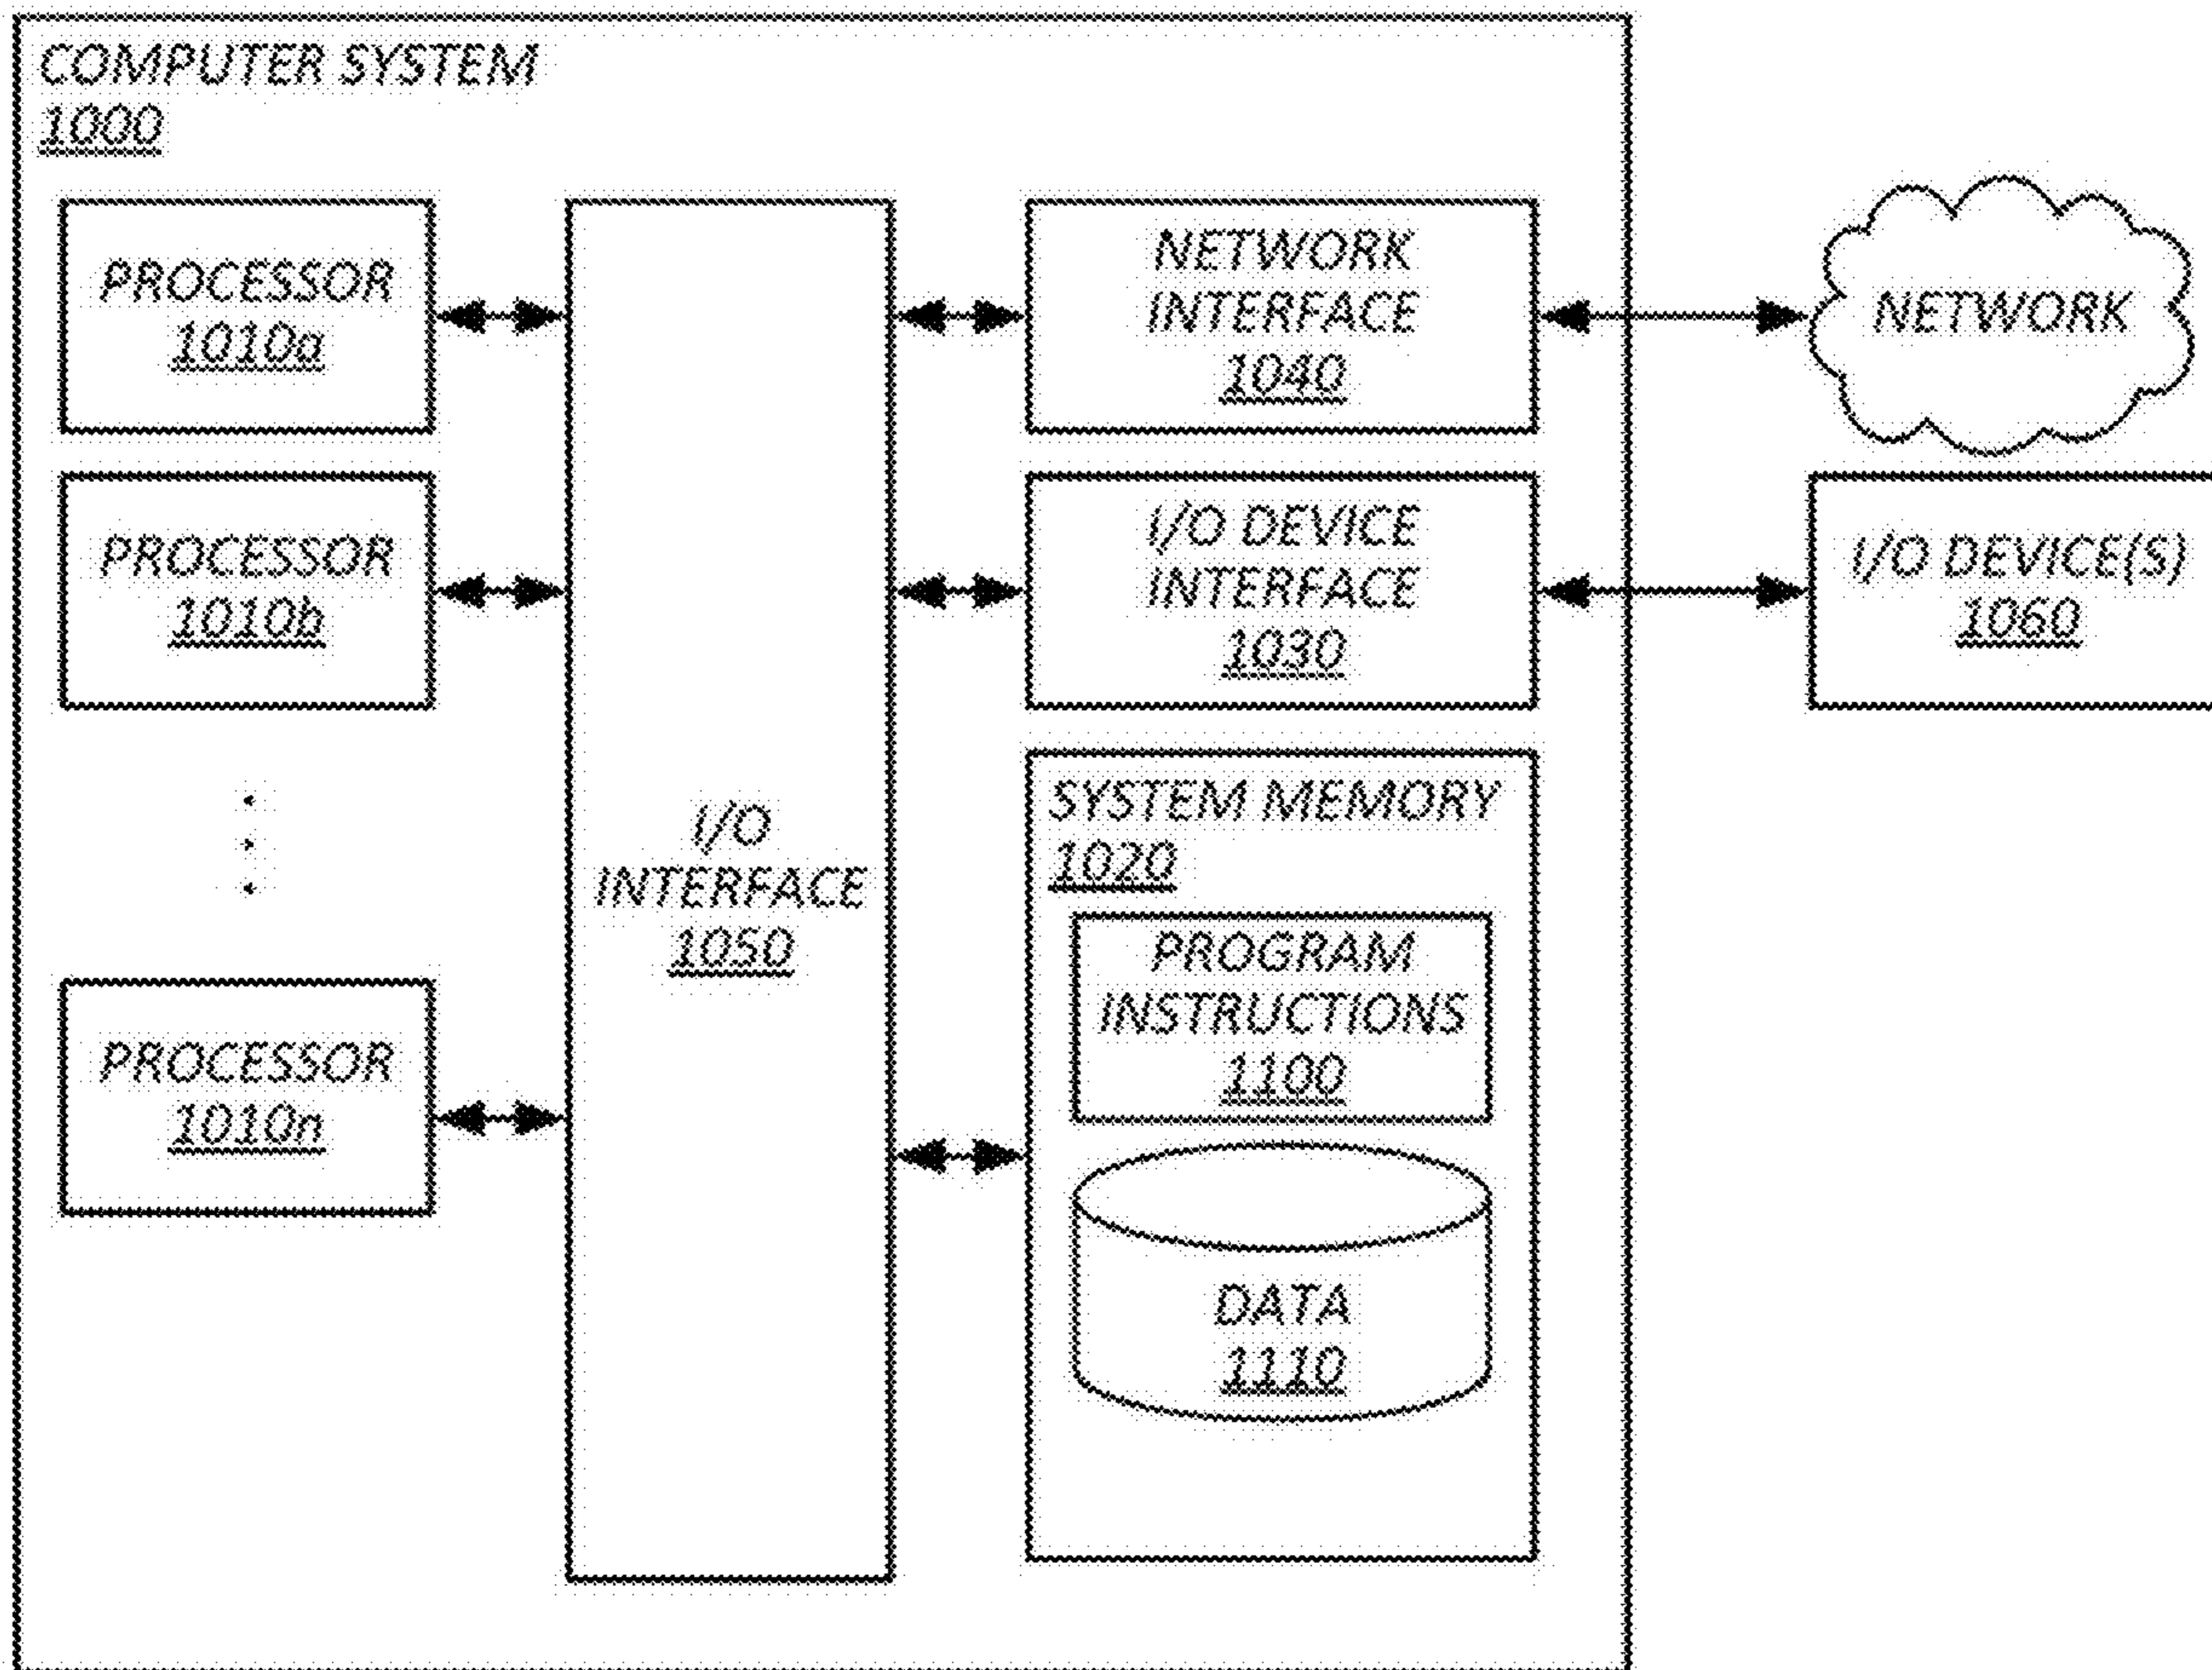 COMPUTER SYSTEM
1000
PROCESSOR
1010a
PROCESSOR
1010b
PROCESSOR
1010n
I/O
INTERFACE
1050
NETWORK
INTERFACE
1040
I/O DEVICE
INTERFACE
1030
SYSTEM MEMORY
1020
PROGRAM
INSTRUCTIONS
1100
DATA
1110
NETWORK
I/O DEVICE(S)
1060